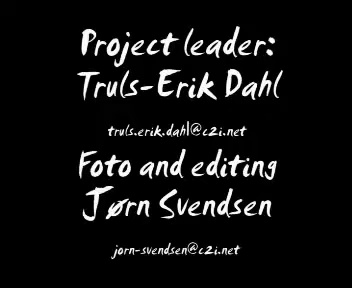 Project leader:
Truls-Erik Dahl
truls.erik.dahl@c2i.net
Foto and editing
Jørn Svendsen
jorn-svendsen@c2i.net